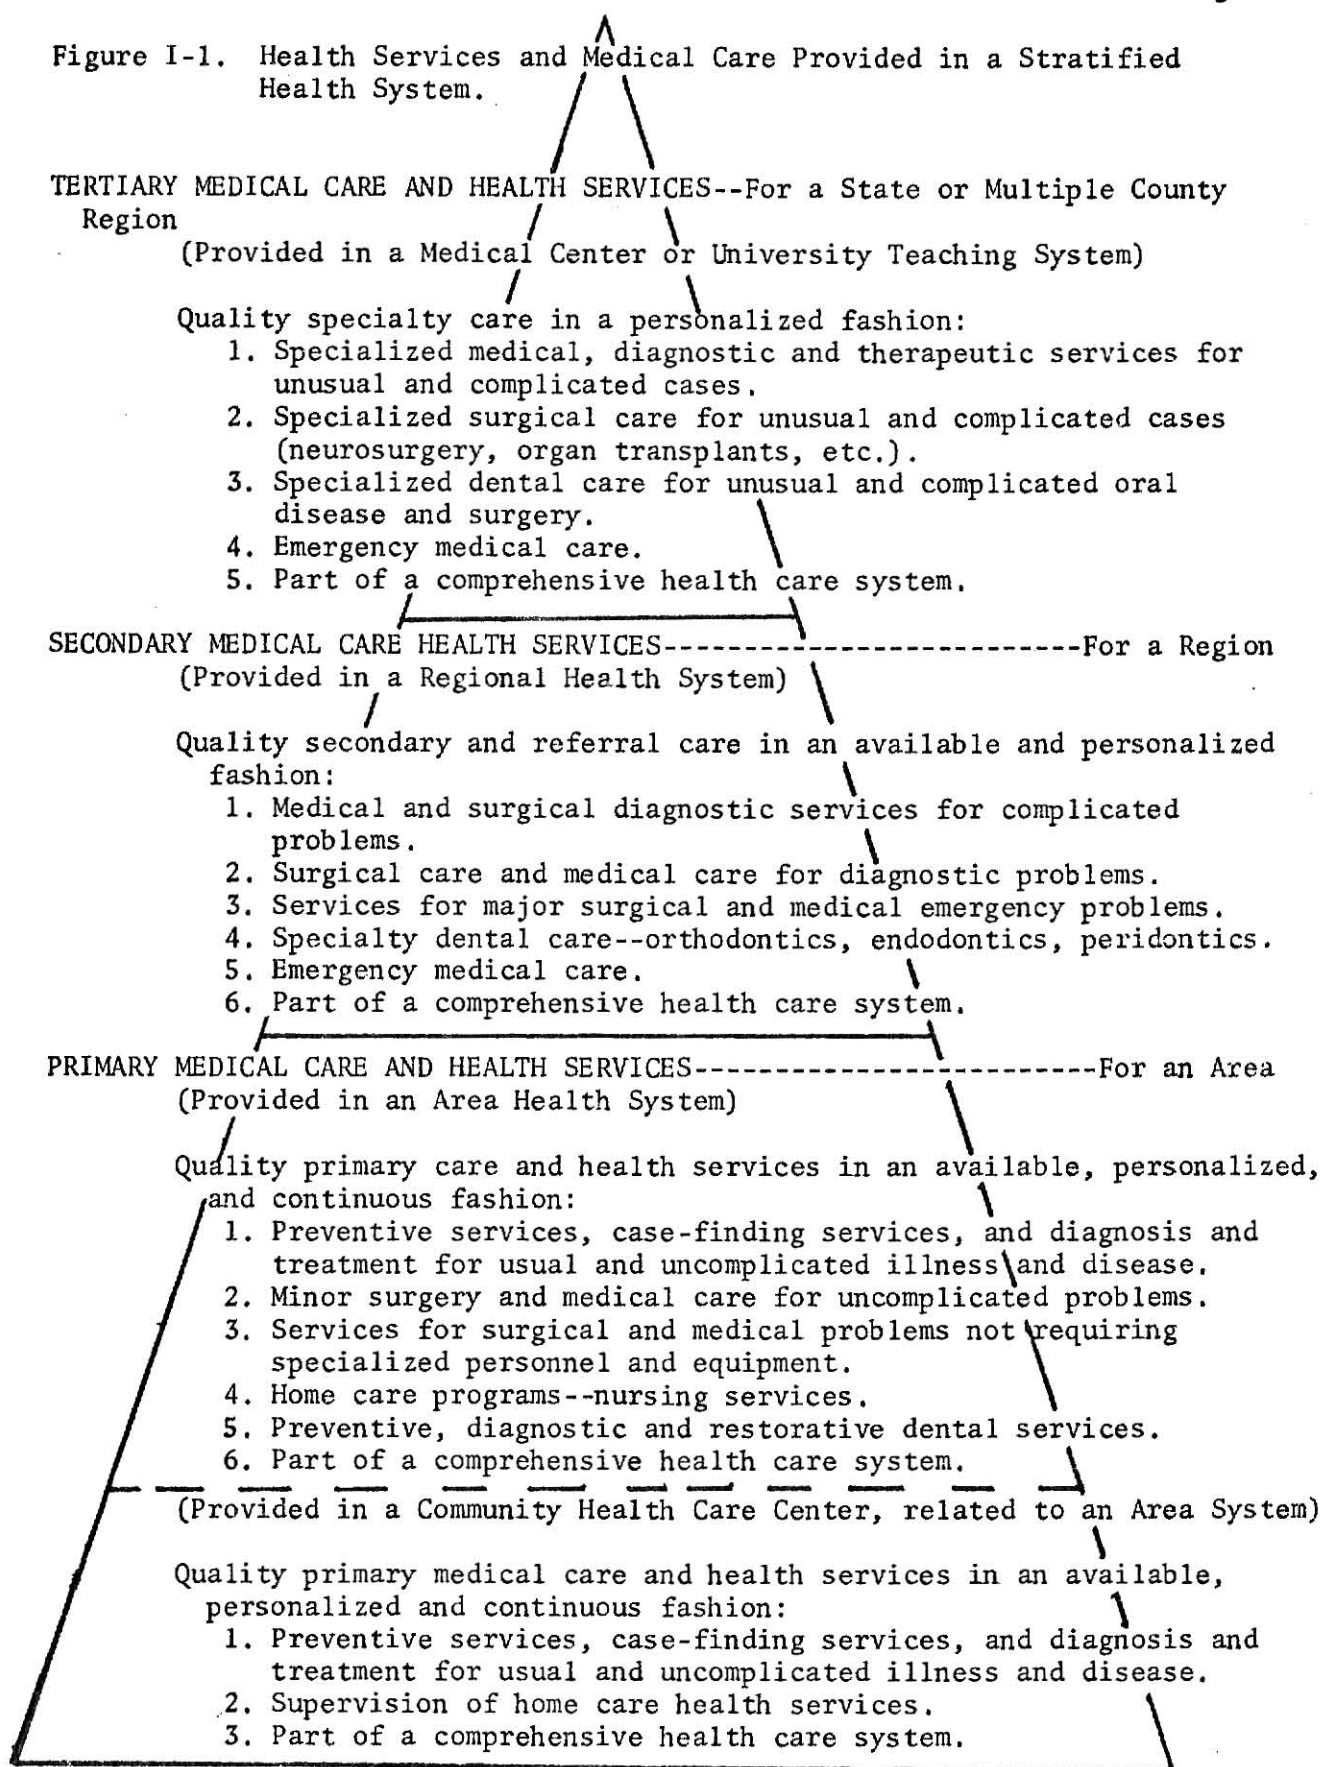 Figure I-1. Health Services and Medical Care Provided in a Stratified
Health System.
TERTIARY MEDICAL CARE AND HEALTH SERVICES--For a State or Multiple County
Region
(Provided in a Medical Center or University Teaching System)
Quality specialty care in a personalized fashion:
1. Specialized medical, diagnostic and therapeutic services for
unusual and complicated cases.
2. Specialized surgical care for unusual and complicated cases
(neurosurgery, organ transplants, etc.).
3. Specialized dental care for unusual and complicated oral
disease and surgery.
4. Emergency medical care.
5. Part of a comprehensive health care system.
SECONDARY MEDICAL CARE HEALTH SERVICES--------------------------For a Region
(Provided in a Regional Health System)
Quality secondary and referral care in an available and personalized
fashion:
1. Medical and surgical diagnostic services for complicated
problems.
2. Surgical care and medical care for diagnostic problems.
3. Services for major surgical and medical emergency problems.
4. Specialty dental care--orthodontics, endodontics, peridontics.
5. Emergency medical care.
6. Part of a comprehensive health care system.
PRIMARY MEDICAL CARE AND HEALTH SERVICES-------------------------For an Area
(Provided in an Area Health System)
Quality primary care and health services in an available, personalized,
and continuous fashion:
1. Preventive services, case-finding services, and diagnosis and
treatment for usual and uncomplicated illness and disease.
2. Minor surgery and medical care for uncomplicated problems.
3. Services for surgical and medical problems not requiring
specialized personnel and equipment.
4. Home care programs--nursing services.
5. Preventive, diagnostic and restorative dental services.
6. Part of a comprehensive health care system.
(Provided in a Community Health Care Center, related to an Area System)
Quality primary medical care and health services in an available,
personalized and continuous fashion:
1. Preventive services, case-finding services, and diagnosis and
treatment for usual and uncomplicated illness and disease.
2. Supervision of home care health services.
3. Part of a comprehensive health care system.